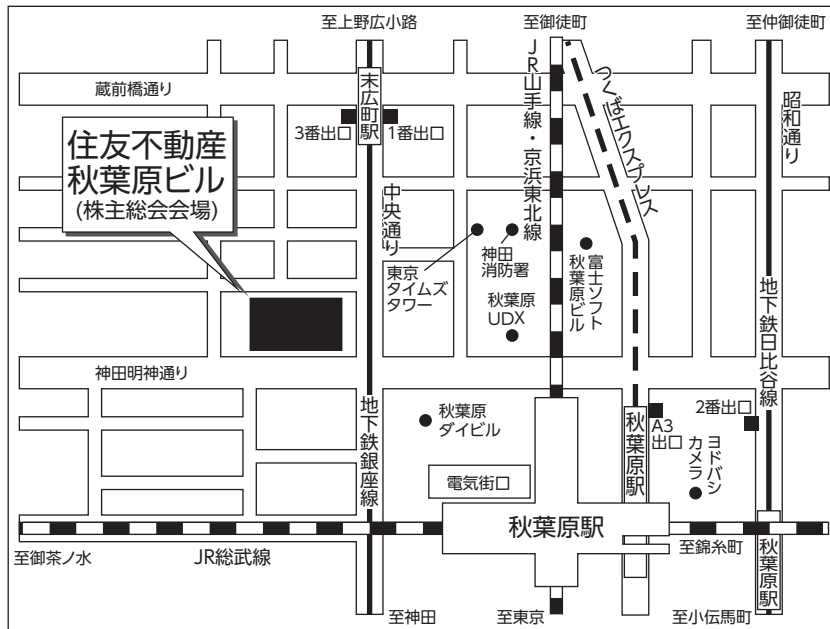 至上野広小路
至御徒町
至仲御徒町
蔵前橋通り
末広町駅
3番出口
1番出口
JR山手線・京浜東北線
つくばエクスプレス
昭和通り
住友不動産
秋葉原ビル
(株主総会会場)
中央通り
東京
タイムズ
タワー
神田
消防署
富士ソフト
秋葉原ビル
秋葉原
UDX
地下鉄日比谷線
神田明神通り
地下鉄銀座線
秋葉原
ダイビル
秋葉原駅
A3
出口
2番出口
ヨドバシ
カメラ
電気街口
秋葉原駅
至御茶ノ水
JR総武線
至錦糸町
秋葉原駅
至神田
至東京
至小伝馬町